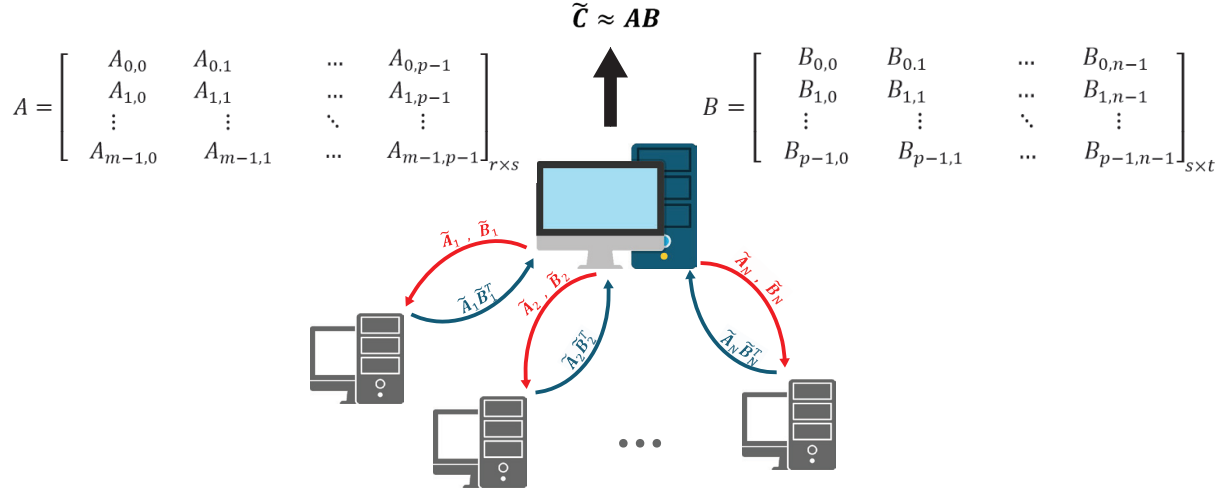 C̃ ≈ AB
A = [ A_{0,0} A_{0.1} ... A_{0,p−1}
A_{1,0} A_{1,1} ... A_{1,p−1}
⋮ ⋮ ⋱ ⋮
A_{m−1,0} A_{m−1,1} ... A_{m−1,p−1} ]_{r×s}
B = [ B_{0,0} B_{0.1} ... B_{0,n−1}
B_{1,0} B_{1,1} ... B_{1,n−1}
⋮ ⋮ ⋱ ⋮
B_{p−1,0} B_{p−1,1} ... B_{p−1,n−1} ]_{s×t}
Ã_1 , B̃_1
Ã_1B̃_1^T
Ã_2 , B̃_2
Ã_2B̃_2^T
Ã_N , B̃_N
Ã_NB̃_N^T
...